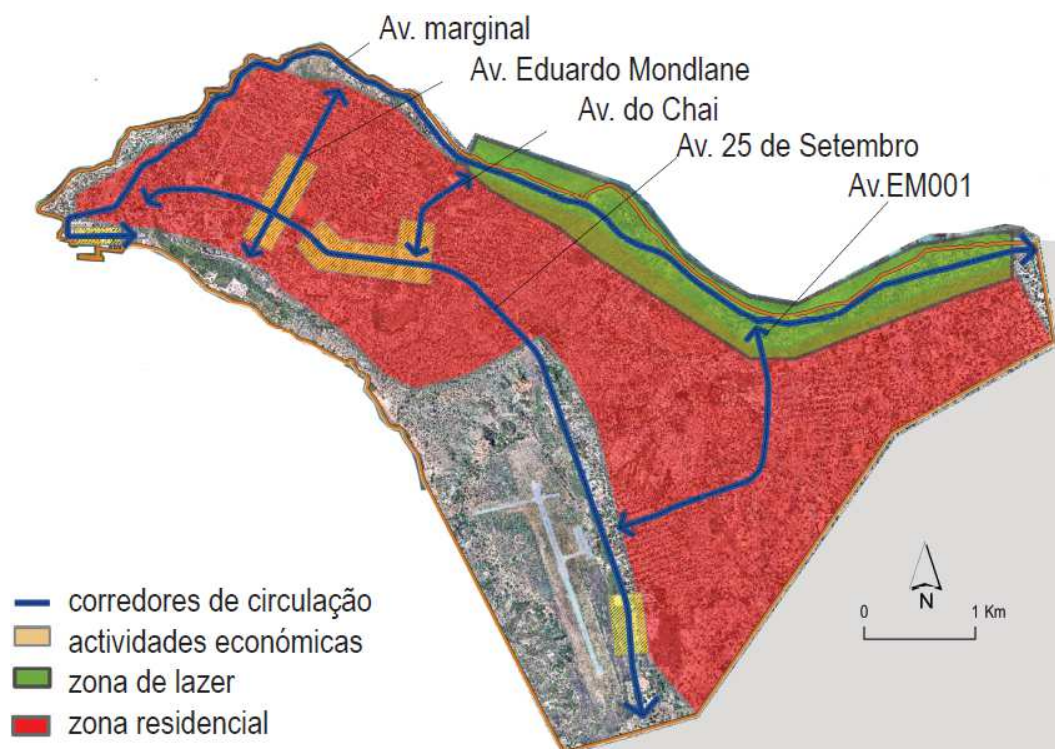 Av. marginal
Av. Eduardo Mondlane
Av. do Chai
Av. 25 de Setembro
Av.EM001
corredores de circulação
actividades económicas
zona de lazer
zona residencial
N
0 1 Km